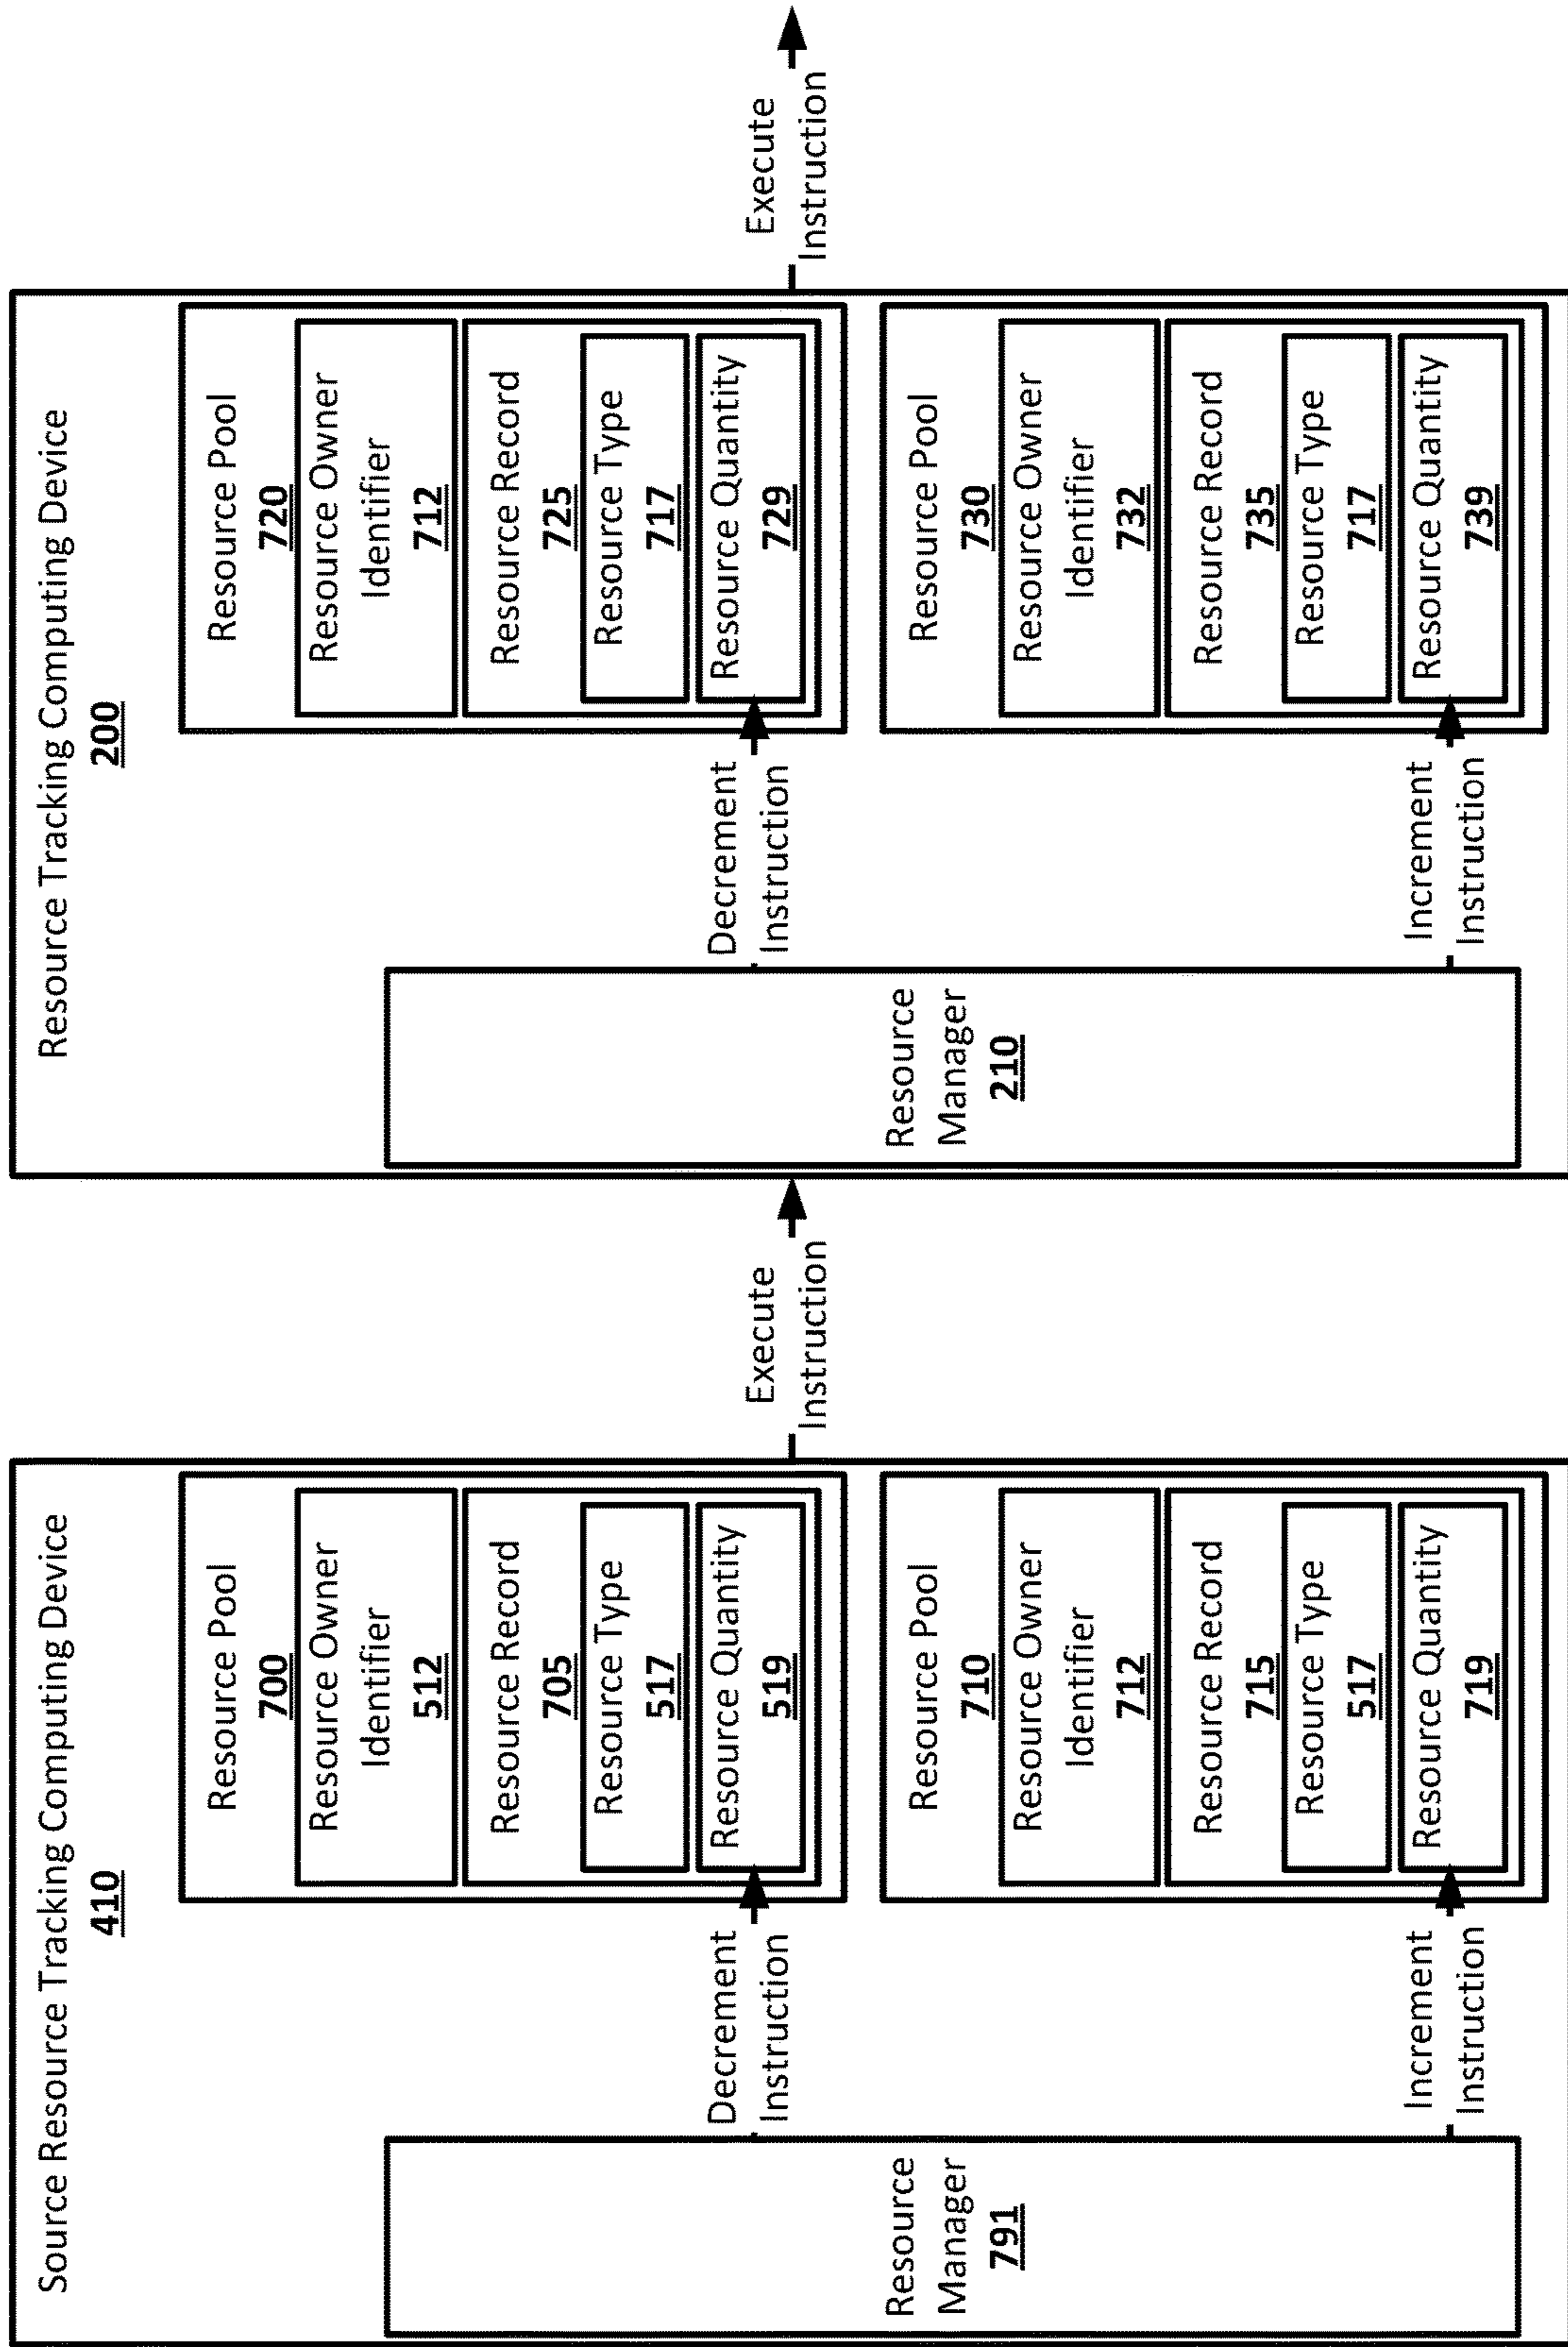 Source Resource Tracking Computing Device
410
Resource
Manager
791
Decrement
Instruction
Increment
Instruction
Resource Pool
700
Resource Owner
Identifier
512
Resource Record
705
Resource Type
517
Resource Quantity
519
Resource Pool
710
Resource Owner
Identifier
712
Resource Record
715
Resource Type
517
Resource Quantity
719
Execute
Instruction
Resource Tracking Computing Device
200
Resource
Manager
210
Decrement
Instruction
Increment
Instruction
Resource Pool
720
Resource Owner
Identifier
712
Resource Record
725
Resource Type
717
Resource Quantity
729
Resource Pool
730
Resource Owner
Identifier
732
Resource Record
735
Resource Type
717
Resource Quantity
739
Execute
Instruction